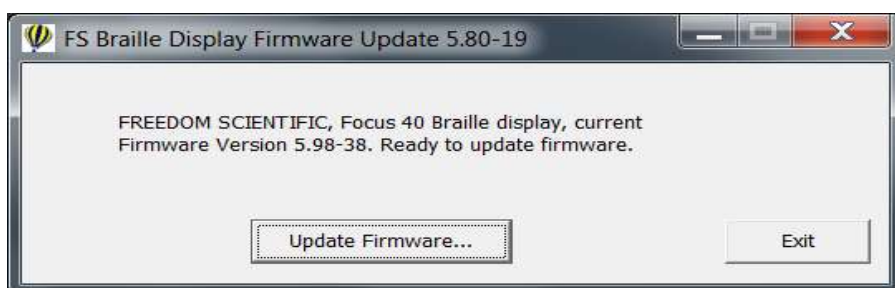 FS Braille Display Firmware Update 5.80-19
FREEDOM SCIENTIFIC, Focus 40 Braille display, current
Firmware Version 5.98-38. Ready to update firmware.
Update Firmware...
Exit